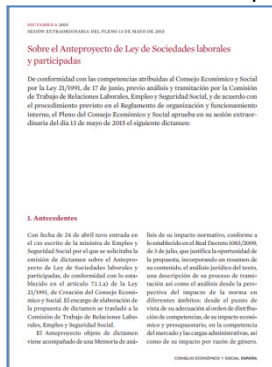 DICTAMEN 6 2015
SESIÓN EXTRAORDINARIA DEL PLENO 13 DE MAYO DE 2015
Sobre el Anteproyecto de Ley de Sociedades laborales
y participadas
De conformidad con las competencias atribuidas al Consejo Económico y Social
por la Ley 21/1991, de 17 de junio, previo análisis y tramitación por la Comisión
de Trabajo de Relaciones Laborales, Empleo y Seguridad Social, y de acuerdo con
el procedimiento previsto en el Reglamento de organización y funcionamiento
interno, el Pleno del Consejo Económico y Social aprueba en su sesión extraor-
dinaria del día 13 de mayo de 2015 el siguiente dictamen:
1. Antecedentes
Con fecha de 24 de abril tuvo entrada en
el CES escrito de la ministra de Empleo y
Seguridad Social por el que se solicitaba la
emisión de dictamen sobre el Antepro-
yecto de Ley de Sociedades laborales y
participadas, de conformidad con lo esta-
blecido en el artículo 7.1.1.a) de la Ley
21/1991, de Creación del Consejo Econó-
mico y Social. El encargo de elaboración de
la propuesta de dictamen se trasladó a la
Comisión de Trabajo de Relaciones Labo-
rales, Empleo y Seguridad Social.
El Anteproyecto objeto de dictamen
viene acompañado de una Memoria de aná-
lisis de su impacto normativo, conforme a
lo establecido en el Real Decreto 1083/2009,
de 3 de julio, que justifica la oportunidad de
la propuesta, incorporando un resumen de
su contenido, el análisis jurídico del texto,
una descripción de su proceso de trami-
tación así como el análisis desde la pers-
pectiva del impacto de la norma en
diferentes ámbitos: desde el punto de
vista de su adecuación al orden de distribu-
ción de competencias, de su impacto econó-
mico y presupuestario, en la competencia
del mercado y las cargas administrativas, así
como de su impacto por razón de género.
CONSEJO ECONÓMICO Y SOCIAL ESPAÑA